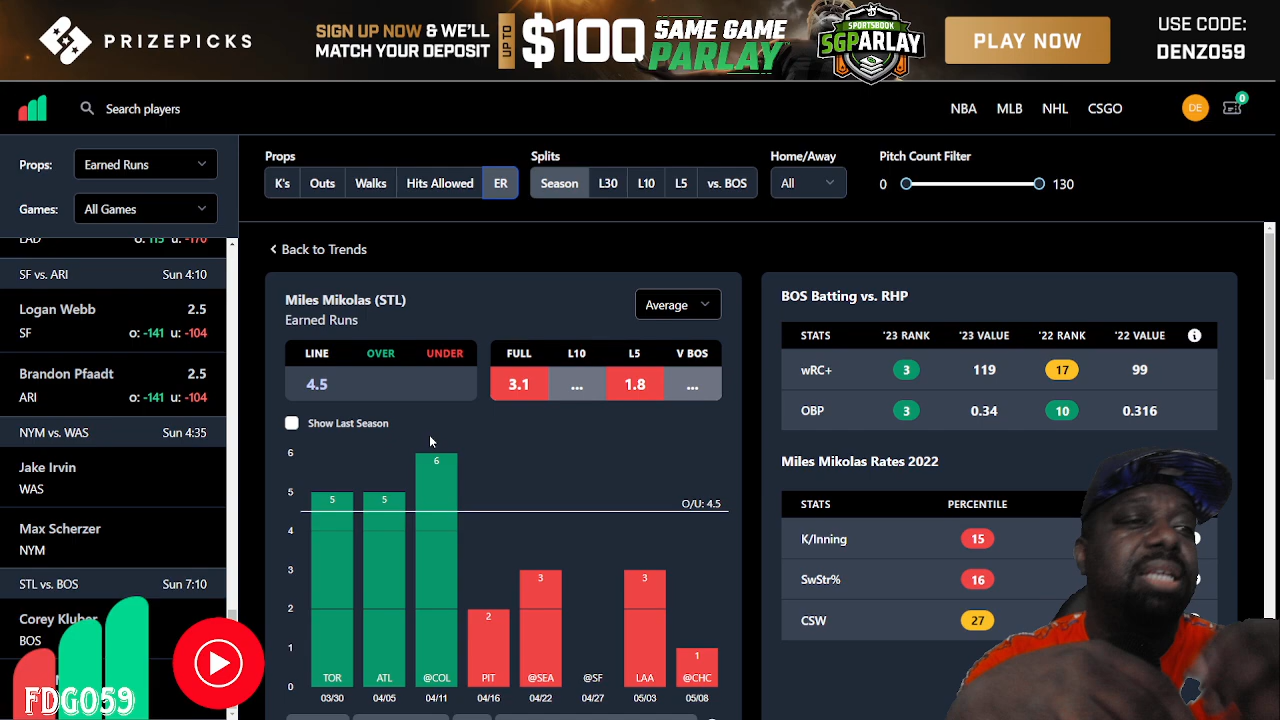 PRIZEPICKS
SIGN UP NOW & WE'LL
MATCH YOUR DEPOSIT
UP TO
$100
SAME GAME
PARLAY
SPORTSBOOK
SGPARLAY
PLAY NOW
USE CODE:
DENZO59
Search players
NBA MLB NHL CSGO
DE
0
Props: Earned Runs
Games: All Games
LAD o: 115 u: -170
SF vs. ARI Sun 4:10
Logan Webb 2.5
SF o: -141 u: -104
Brandon Pfaadt 2.5
ARI o: -141 u: -104
NYM vs. WAS Sun 4:35
Jake Irvin
WAS
Max Scherzer
NYM
STL vs. BOS Sun 7:10
Corey Kluber
BOS
FDGO59
Props Splits Home/Away Pitch Count Filter
K's Outs Walks Hits Allowed ER
Season L30 L10 L5 vs. BOS
All
0 130
Back to Trends
Miles Mikolas (STL)
Earned Runs
Average
LINE OVER UNDER
4.5
FULL L10 L5 V BOS
3.1 ... 1.8 ...
Show Last Season
6
5
4
3
2
1
0
O/U: 4.5
5 5 6 2 3 3 1
TOR ATL @COL PIT @SEA @SF LAA @CHC
03/30 04/05 04/11 04/16 04/22 04/27 05/03 05/08
BOS Batting vs. RHP
STATS '23 RANK '23 VALUE '22 RANK '22 VALUE
wRC+ 3 119 17 99
OBP 3 0.34 10 0.316
Miles Mikolas Rates 2022
STATS PERCENTILE
K/Inning 15
SwStr% 16
CSW 27